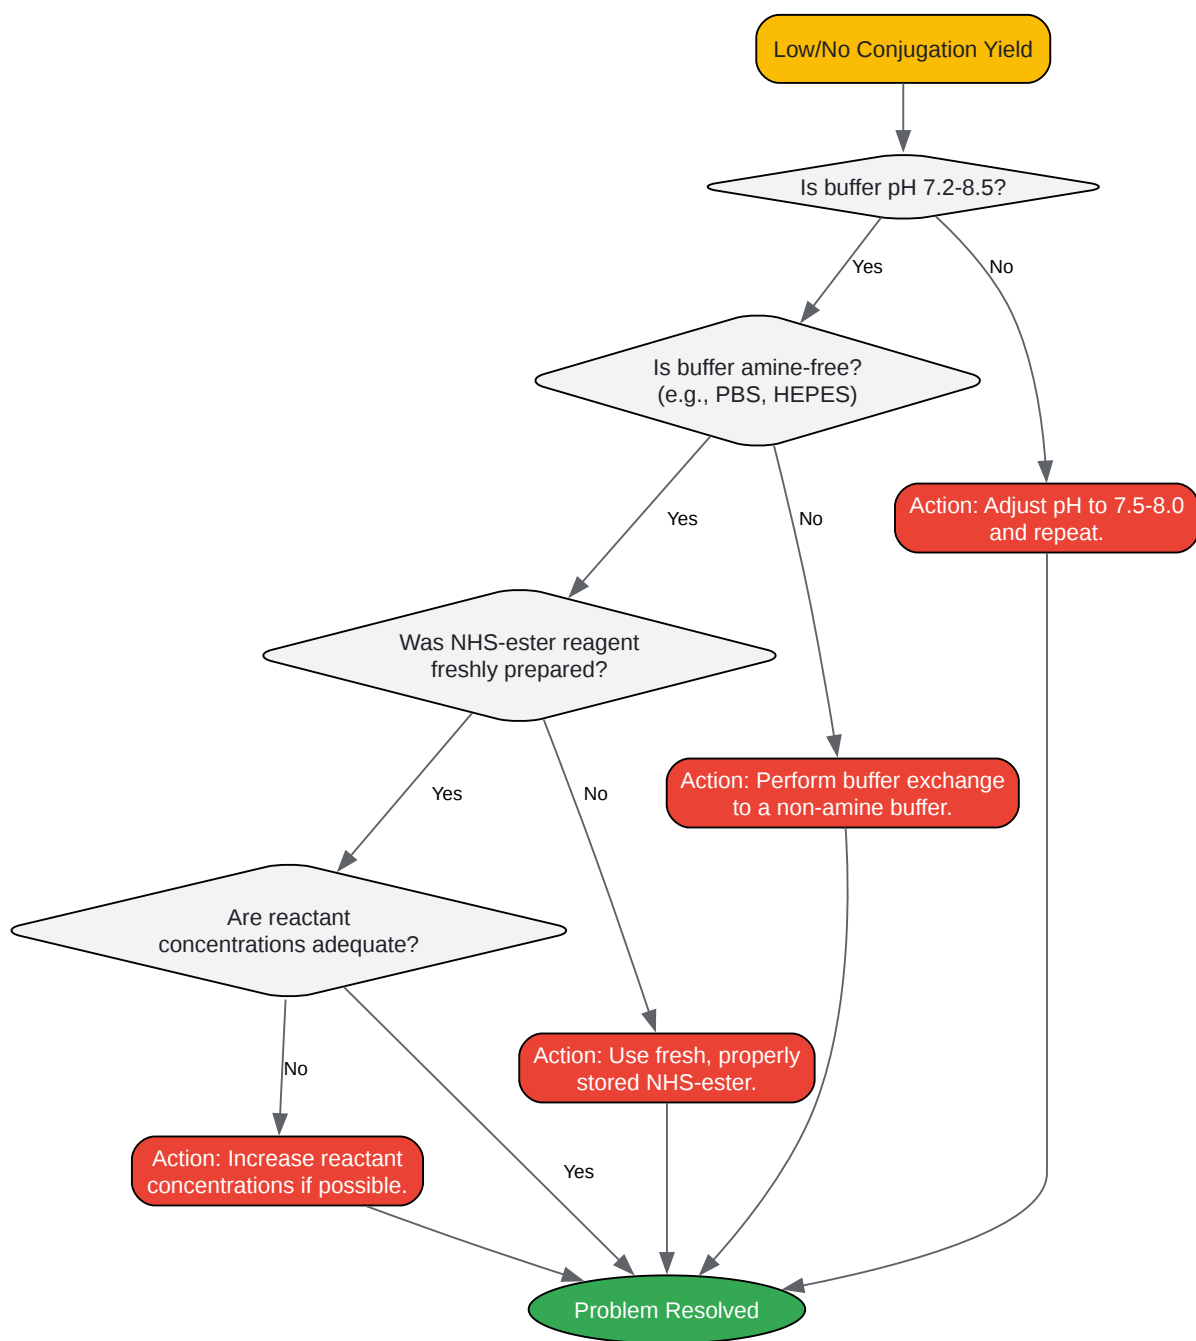 Low/No Conjugation Yield
Is buffer pH 7.2-8.5?
Yes
No
Is buffer amine-free?
(e.g., PBS, HEPES)
Yes
No
Action: Adjust pH to 7.5-8.0
and repeat.
Was NHS-ester reagent
freshly prepared?
Yes
No
Action: Perform buffer exchange
to a non-amine buffer.
Are reactant
concentrations adequate?
No
Yes
Action: Use fresh, properly
stored NHS-ester.
Action: Increase reactant
concentrations if possible.
Problem Resolved